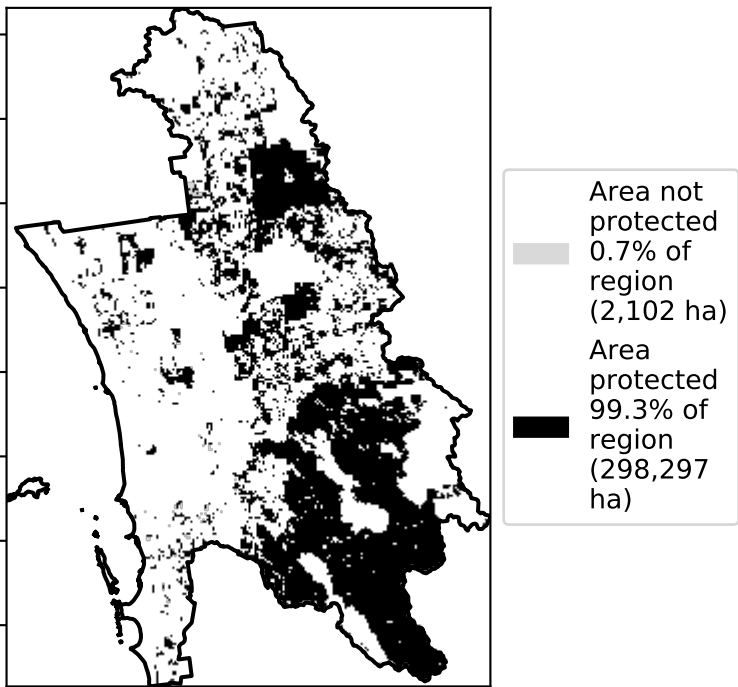 Area not
protected
0.7% of
region
(2,102 ha)
Area
protected
99.3% of
region
(298,297
ha)